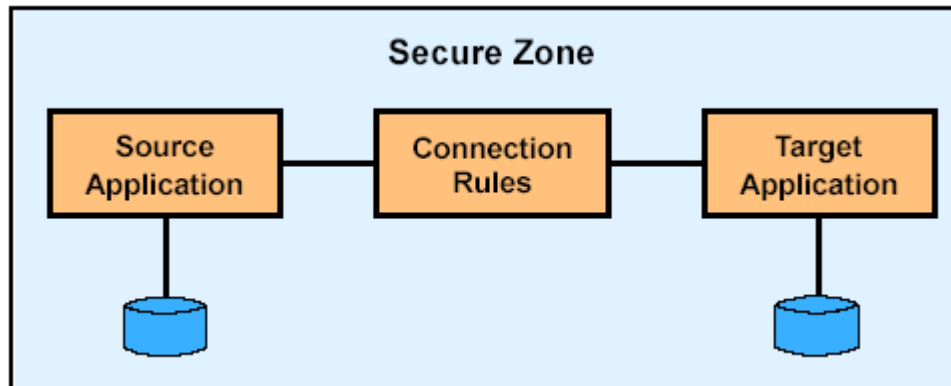 Secure Zone
Source
Application
Connection
Rules
Target
Application